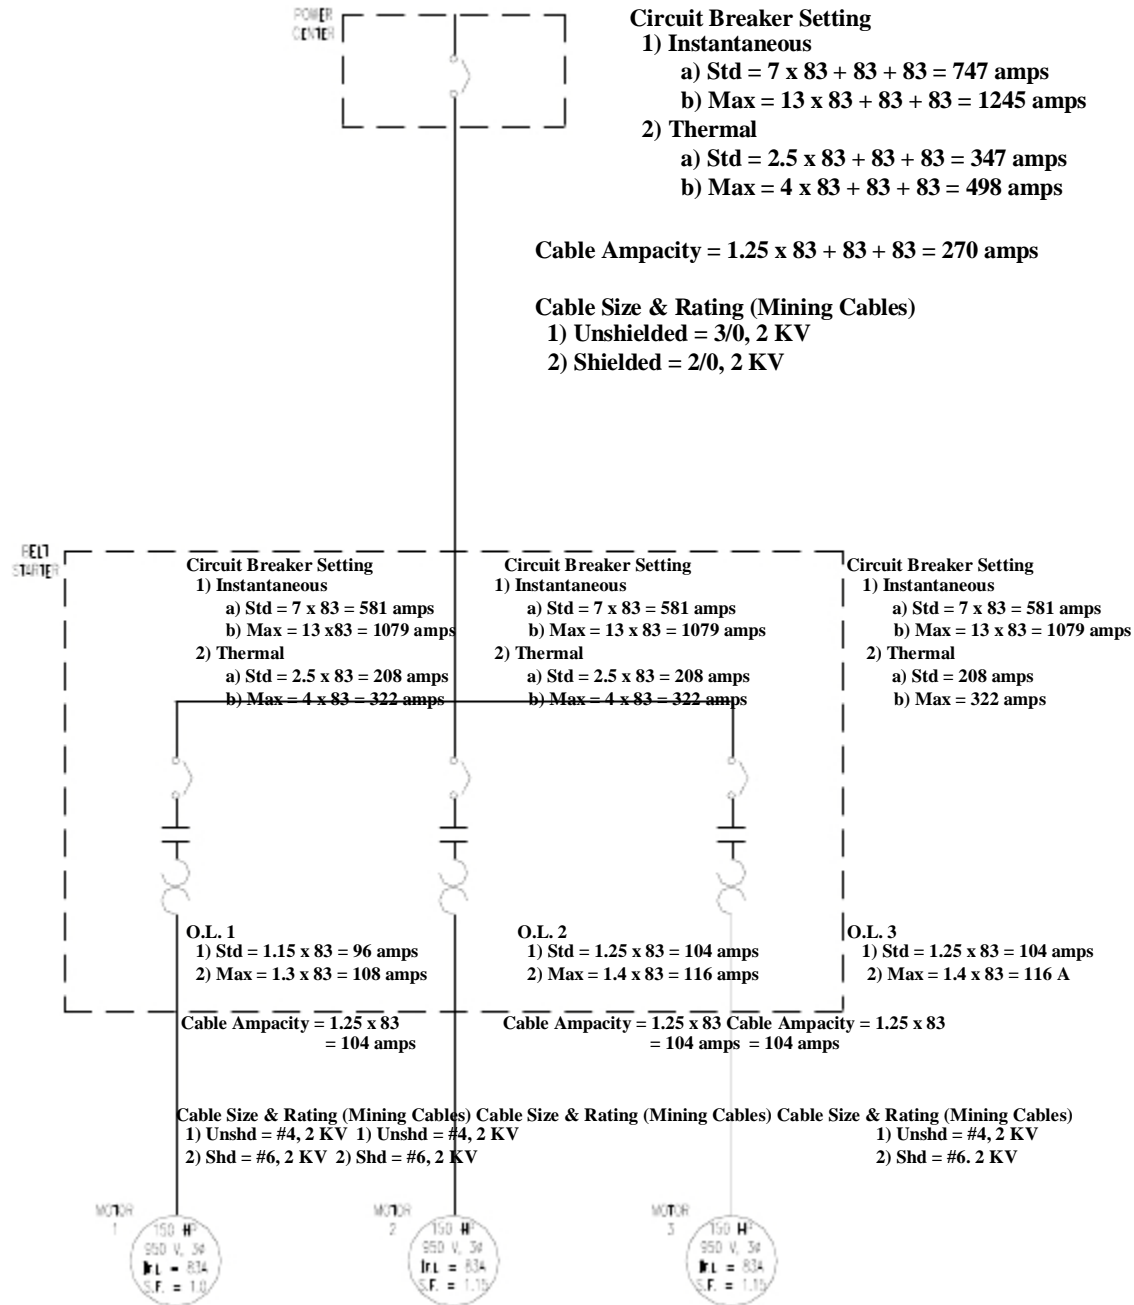 POWER
CENTER
Circuit Breaker Setting
1) Instantaneous
a) Std = 7 x 83 + 83 + 83 = 747 amps
b) Max = 13 x 83 + 83 + 83 = 1245 amps
2) Thermal
a) Std = 2.5 x 83 + 83 + 83 = 347 amps
b) Max = 4 x 83 + 83 + 83 = 498 amps
Cable Ampacity = 1.25 x 83 + 83 + 83 = 270 amps
Cable Size & Rating (Mining Cables)
1) Unshielded = 3/0, 2 KV
2) Shielded = 2/0, 2 KV
BELT
STARTER
Circuit Breaker Setting
1) Instantaneous
a) Std = 7 x 83 = 581 amps
b) Max = 13 x83 = 1079 amps
2) Thermal
a) Std = 2.5 x 83 = 208 amps
b) Max = 4 x 83 = 322 amps
Circuit Breaker Setting
1) Instantaneous
a) Std = 7 x 83 = 581 amps
b) Max = 13 x 83 = 1079 amps
2) Thermal
a) Std = 2.5 x 83 = 208 amps
b) Max = 4 x 83 = 322 amps
Circuit Breaker Setting
1) Instantaneous
a) Std = 7 x 83 = 581 amps
b) Max = 13 x 83 = 1079 amps
2) Thermal
a) Std = 208 amps
b) Max = 322 amps
O.L. 1
1) Std = 1.15 x 83 = 96 amps
2) Max = 1.3 x 83 = 108 amps
O.L. 2
1) Std = 1.25 x 83 = 104 amps
2) Max = 1.4 x 83 = 116 amps
O.L. 3
1) Std = 1.25 x 83 = 104 amps
2) Max = 1.4 x 83 = 116 A
Cable Ampacity = 1.25 x 83
= 104 amps
Cable Ampacity = 1.25 x 83
= 104 amps
Cable Ampacity = 1.25 x 83
= 104 amps
Cable Size & Rating (Mining Cables)
1) Unshd = #4, 2 KV
2) Shd = #6, 2 KV
Cable Size & Rating (Mining Cables)
1) Unshd = #4, 2 KV
2) Shd = #6, 2 KV
Cable Size & Rating (Mining Cables)
1) Unshd = #4, 2 KV
2) Shd = #6. 2 KV
MOTOR
1
150 HP
950 V, 3ø
IFL = 83A
S.F. = 1.0
MOTOR
2
150 HP
950 V, 3ø
IFL = 83A
S.F. = 1.15
MOTOR
3
150 HP
950 V, 3ø
IFL = 83A
S.F. = 1.15